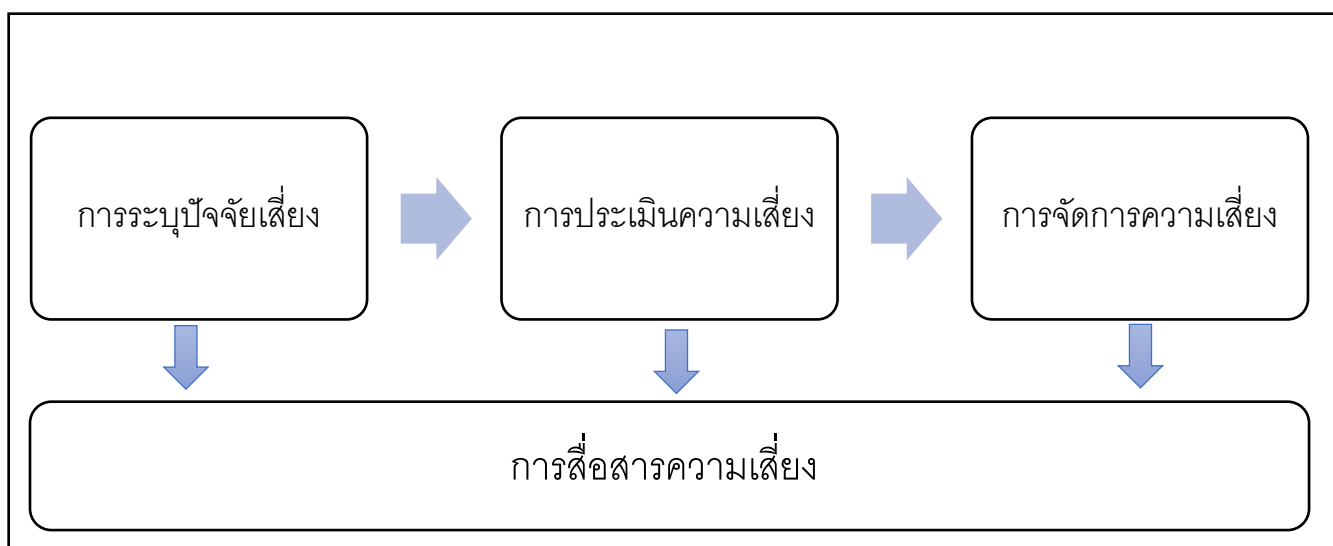 การระบุปัจจัยเสี่ยง
การประเมินความเสี่ยง
การจัดการความเสี่ยง
การสื่อสารความเสี่ยง